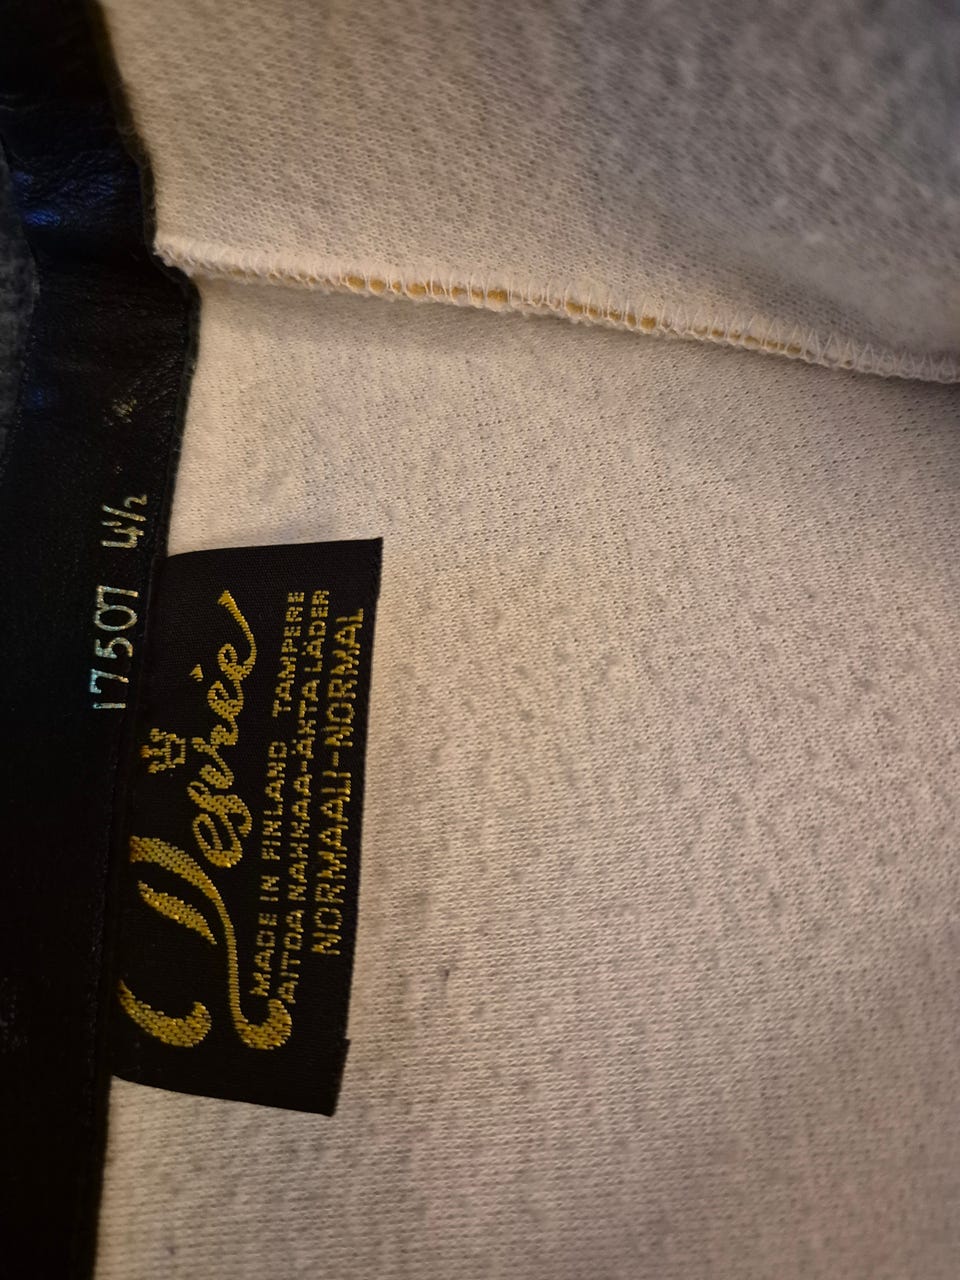 17507 4½
Desirée
MADE IN FINLAND TAMPERE
AITOA NAHKAA-ÄKTA LÄDER
NORMAALI-NORMAL